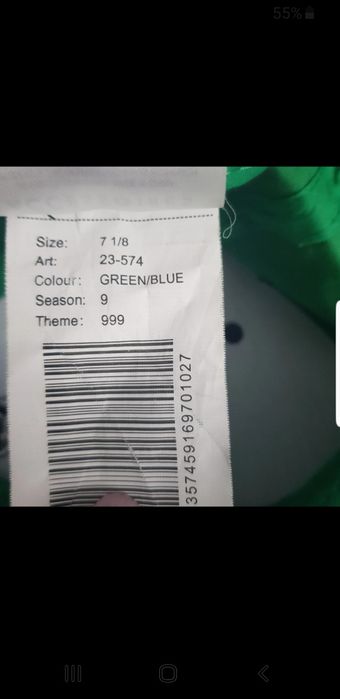 55%
Size: 7 1/8
Art: 23-574
Colour: GREEN/BLUE
Season: 9
Theme: 999
357459169701027